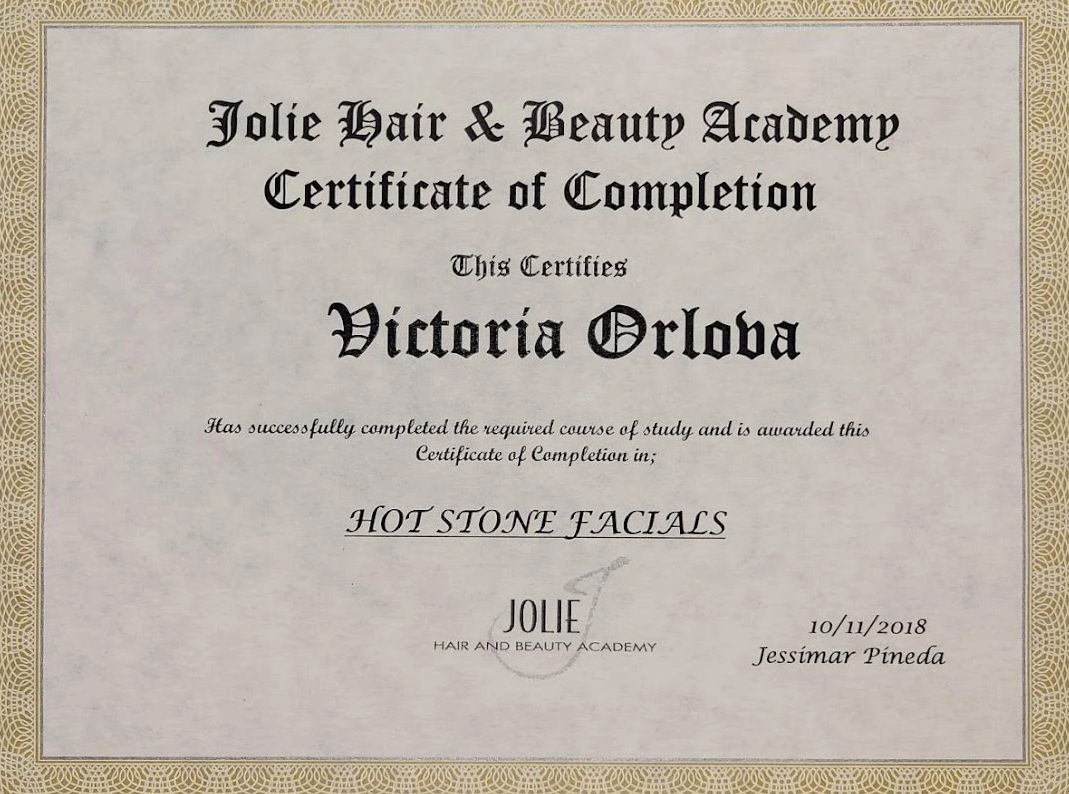 Jolie Hair & Beauty Academy
Certificate of Completion
This Certifies
Victoria Orlova
Has successfully completed the required course of study and is awarded this
Certificate of Completion in;
HOT STONE FACIALS
JOLIE
HAIR AND BEAUTY ACADEMY
10/11/2018
Jessimar Pineda